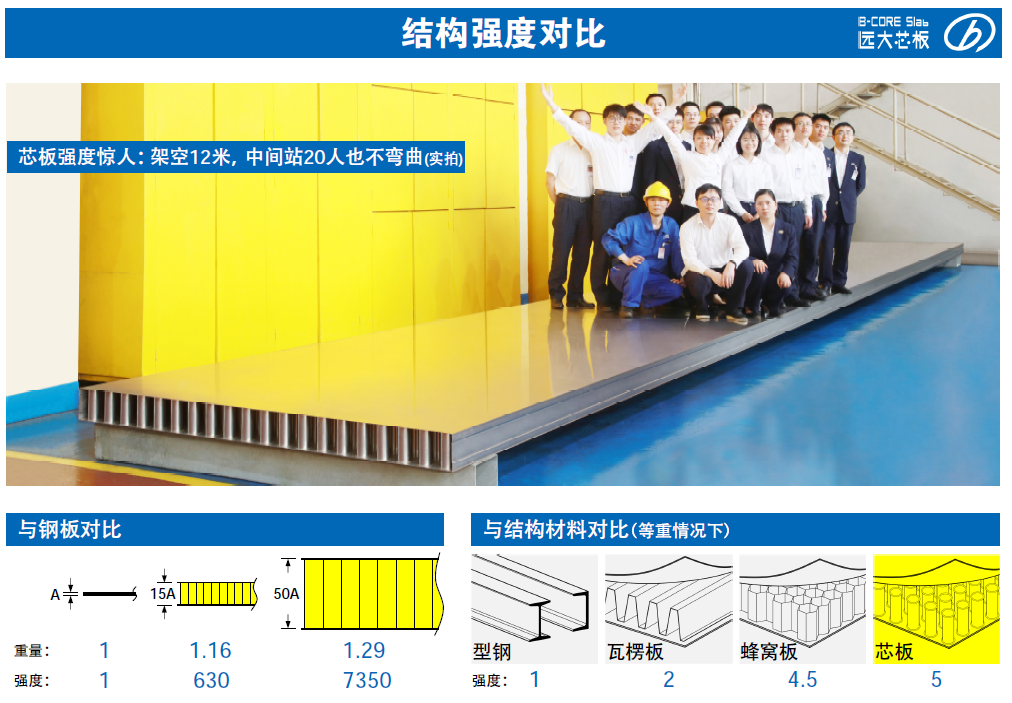 结构强度对比
B-CORE Slab
远大芯板
芯板强度惊人：架空12米，中间站20人也不弯曲(实拍)
与钢板对比
A 15A 50A
重量： 1 1.16 1.29
强度： 1 630 7350
与结构材料对比(等重情况下)
型钢 瓦楞板 蜂窝板 芯板
强度： 1 2 4.5 5